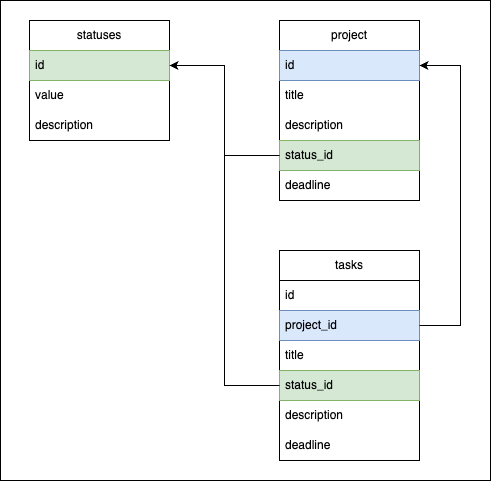 statuses
id
value
description
project
id
title
description
status_id
deadline
tasks
id
project_id
title
status_id
description
deadline